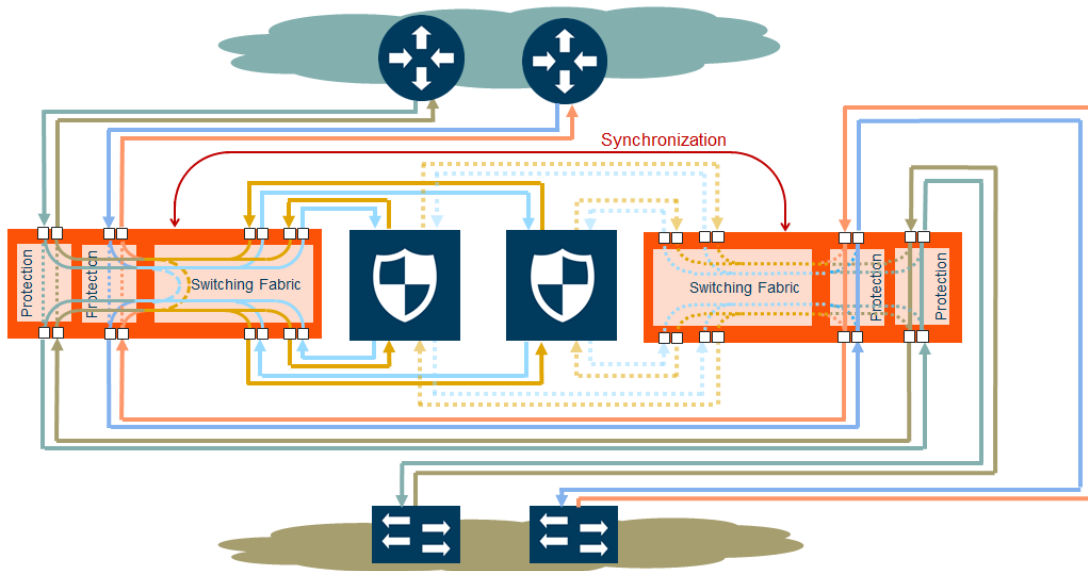 Synchronization
Protection
Protection
Switching Fabric
Switching Fabric
Protection
Protection